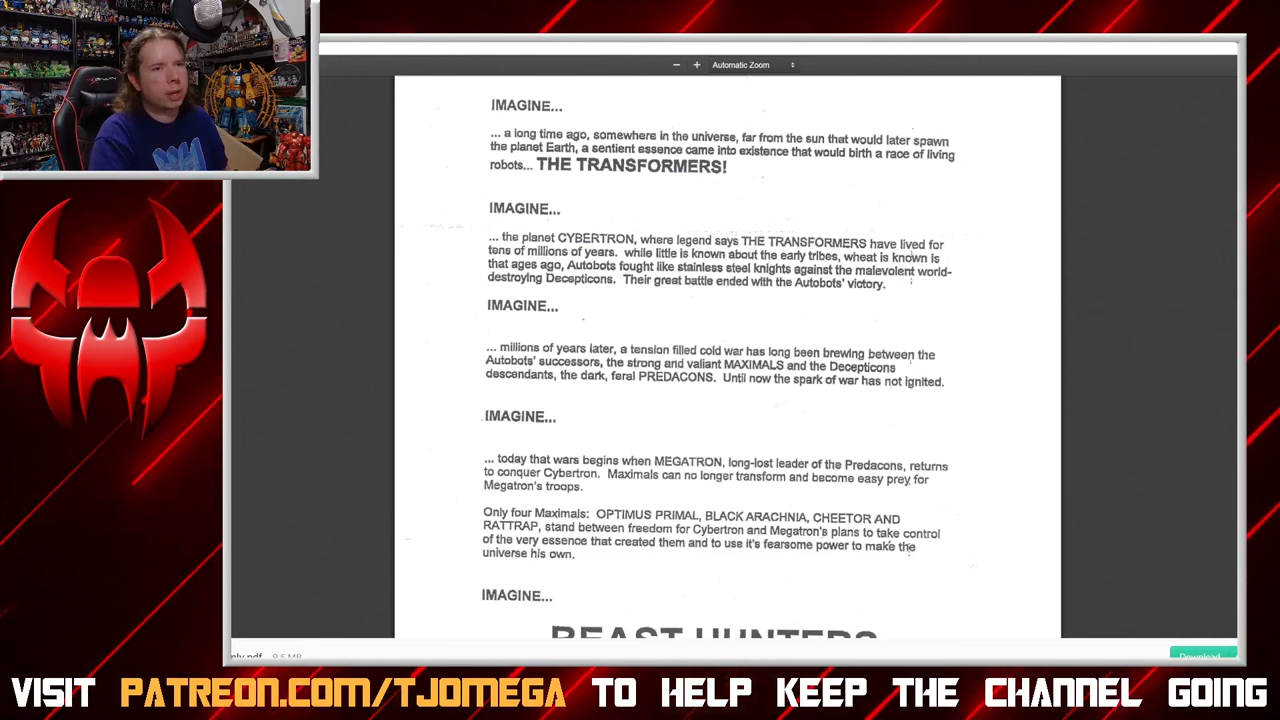 Automatic Zoom
IMAGINE...
... a long time ago, somewhere in the universe, far from the sun that would later spawn
the planet Earth, a sentient essence came into existence that would birth a race of living
robots... THE TRANSFORMERS!
IMAGINE...
... the planet CYBERTRON, where legend says THE TRANSFORMERS have lived for
tens of millions of years. while little is known about the early tribes, wheat is known is
that ages ago, Autobots fought like stainless steel knights against the malevolent world-
destroying Decepticons. Their great battle ended with the Autobots' victory.
IMAGINE...
... millions of years later, a tension filled cold war has long been brewing between the
Autobots' successors, the strong and valiant MAXIMALS and the Decepticons
descendants, the dark, feral PREDACONS. Until now the spark of war has not ignited.
IMAGINE...
... today that wars begins when MEGATRON, long-lost leader of the Predacons, returns
to conquer Cybertron. Maximals can no longer transform and become easy prey for
Megatron's troops.
Only four Maximals: OPTIMUS PRIMAL, BLACK ARACHNIA, CHEETOR AND
RATTRAP, stand between freedom for Cybertron and Megatron's plans to take control
of the very essence that created them and to use it's fearsome power to make the
universe his own.
IMAGINE...
BEAST HUNTERS
9.5 MB
Download
VISIT PATREON.COM/TJOMEGA TO HELP KEEP THE CHANNEL GOING